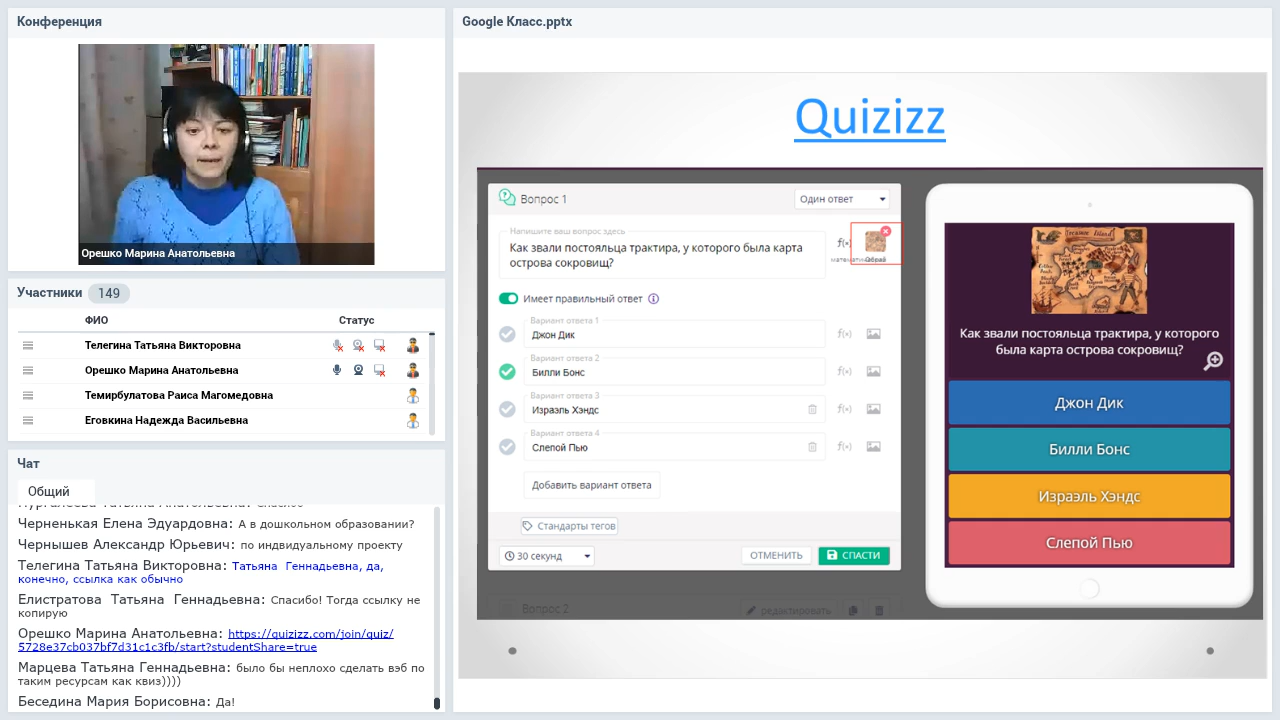 Конференция
Орешко Марина Анатольевна
Участники 149
ФИО Статус
Телегина Татьяна Викторовна
Орешко Марина Анатольевна
Темирбулатова Раиса Магомедовна
Еговкина Надежда Васильевна
Чат
Общий
Черненькая Елена Эдуардовна: А в дошкольном образовании?
Чернышев Александр Юрьевич: по индвидуальному проекту
Телегина Татьяна Викторовна: Татьяна Геннадьевна, да,
конечно, ссылка как обычно
Елистратова Татьяна Геннадьевна: Спасибо! Тогда ссылку не
копирую
Орешко Марина Анатольевна: https://quizizz.com/join/quiz/
5728e37cb037bf7d31c1c3fb/start?studentShare=true
Марцева Татьяна Геннадьевна: было бы неплохо сделать вэб по
таким ресурсам как квиз))))
Беседина Мария Борисовна: Да!
Google Класс.pptx
Quizizz
Вопрос 1
Один ответ
Напишите ваш вопрос здесь
Как звали постояльца трактира, у которого была карта
острова сокровищ?
f(x)
Имеет правильный ответ
Вариант ответа 1
Джон Дик f(x)
Вариант ответа 2
Билли Бонс f(x)
Вариант ответа 3
Израэль Хэндс f(x)
Вариант ответа 4
Слепой Пью f(x)
Добавить вариант ответа
Стандарты тегов
30 секунд
ОТМЕНИТЬ
СПАСТИ
Вопрос 2
редактировать
Treasure Island
Как звали постояльца трактира, у которого
была карта острова сокровищ?
Джон Дик
Билли Бонс
Израэль Хэндс
Слепой Пью